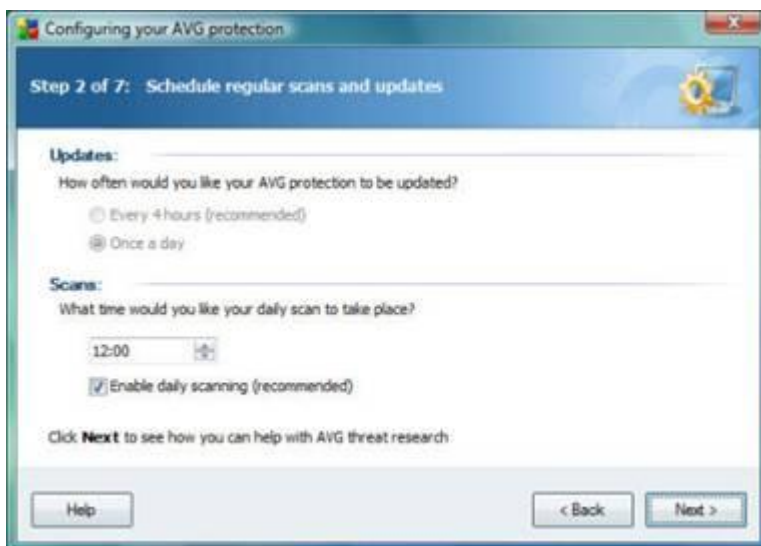 Configuring your AVG protection
Step 2 of 7: Schedule regular scans and updates
Updates:
How often would you like your AVG protection to be updated?
Every 4 hours (recommended)
Once a day
Scans:
What time would you like your daily scan to take place?
12:00
Enable daily scanning (recommended)
Click Next to see how you can help with AVG threat research
Help
< Back
Next >